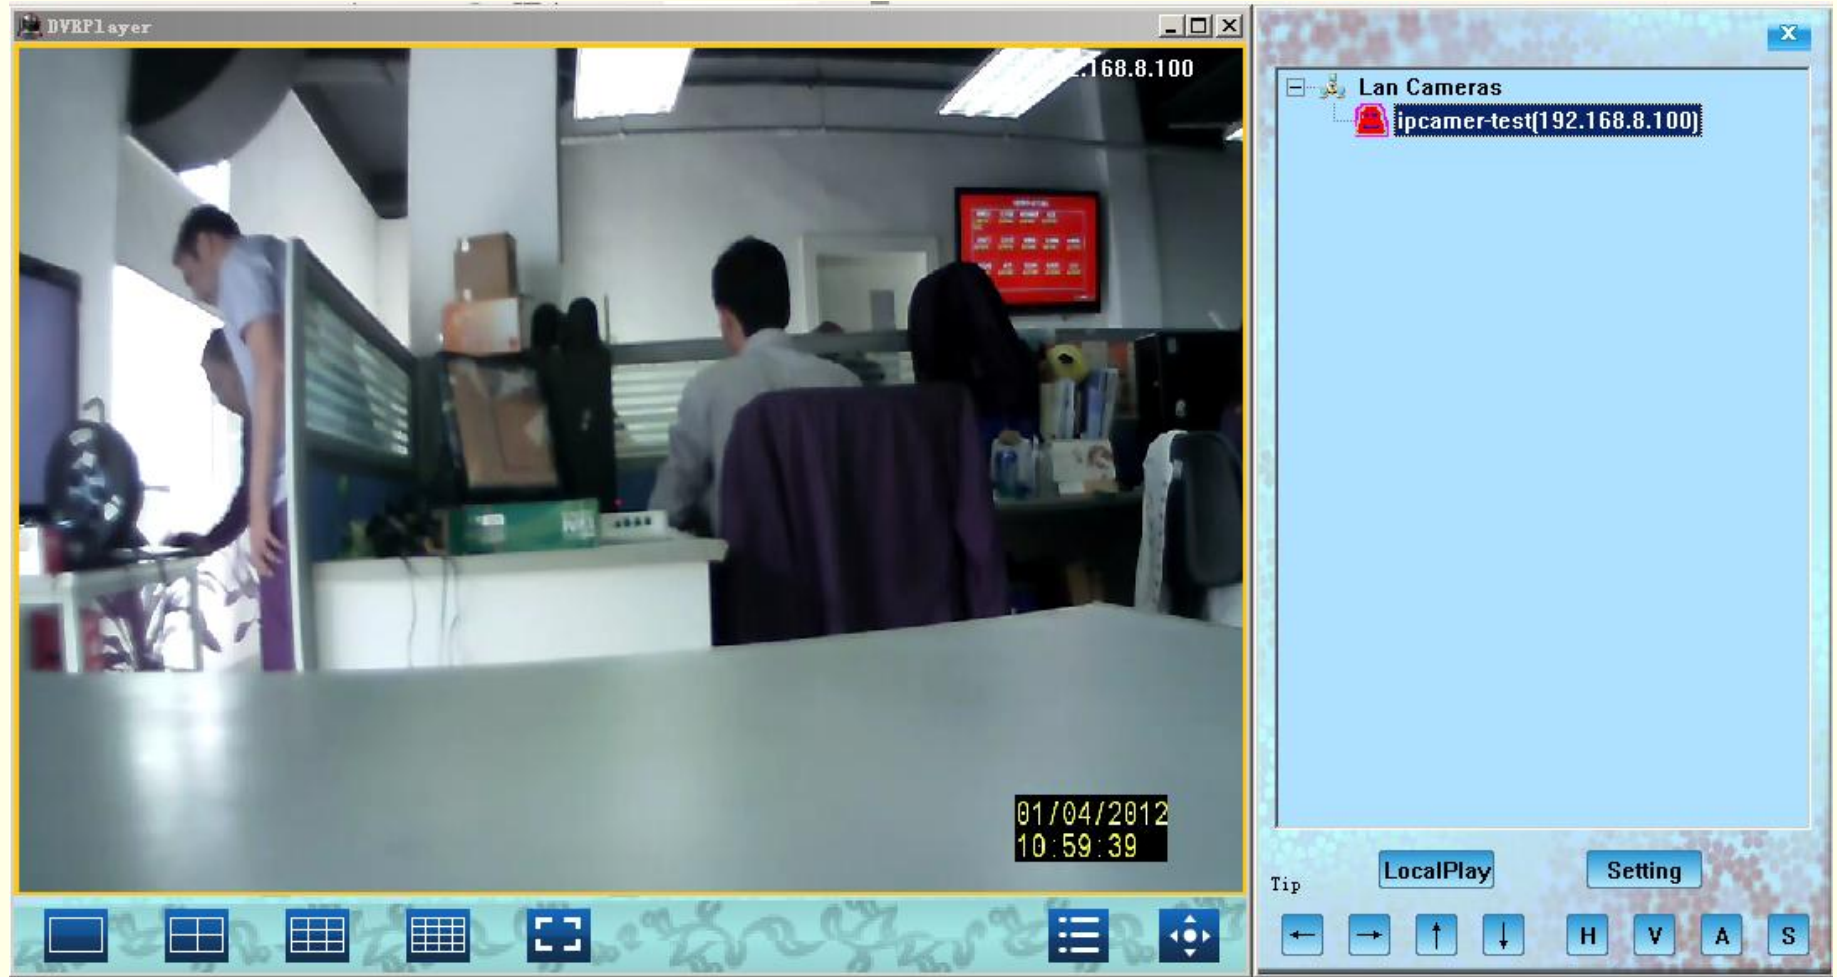 DVRPlayer
.168.8.100
Lan Cameras
ipcamer-test(192.168.8.100)
01/04/2012
10:59:39
Tip
LocalPlay
Setting
H V A S